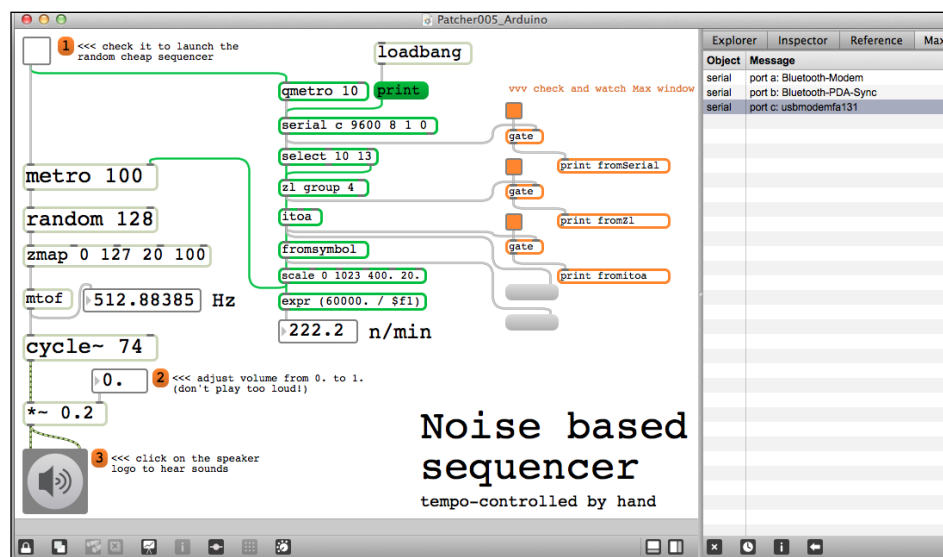 Patcher005_Arduino
1 <<< check it to launch the
random cheap sequencer
loadbang
qmetro 10
print
serial c 9600 8 1 0
select 10 13
zl group 4
itoa
fromsymbol
scale 0 1023 400. 20.
expr (60000. / $f1)
222.2 n/min
vvv check and watch Max window
gate
print fromSerial
gate
print fromZl
gate
print fromitoa
metro 100
random 128
zmap 0 127 20 100
mtof
512.88385 Hz
cycle~ 74
0.
2 <<< adjust volume from 0. to 1.
(don't play too loud!)
*~ 0.2
3 <<< click on the speaker
logo to hear sounds
Noise based
sequencer
tempo-controlled by hand
Explorer Inspector Reference Max
Object Message
serial port a: Bluetooth-Modem
serial port b: Bluetooth-PDA-Sync
serial port c: usbmodemfa131